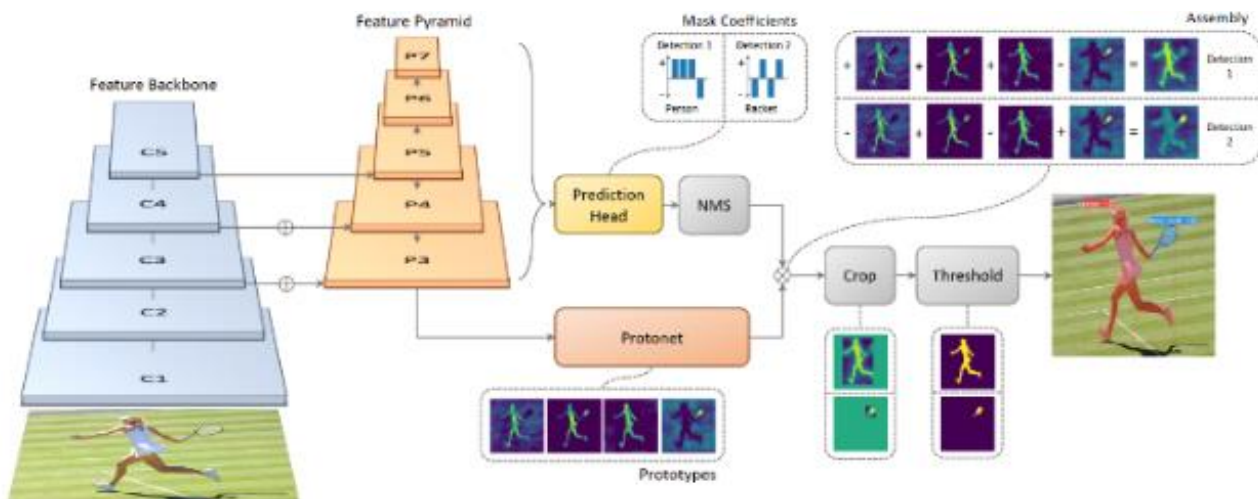 Feature Backbone
C5
C4
C3
C2
C1
Feature Pyramid
P7
P6
P5
P4
P3
Mask Coefficients
Detection 1
Person
Detection 2
Racket
Prediction
Head
NMS
Protonet
Prototypes
Assembly
+ + + - = Detection
1
- + - + = Detection
2
Crop
Threshold